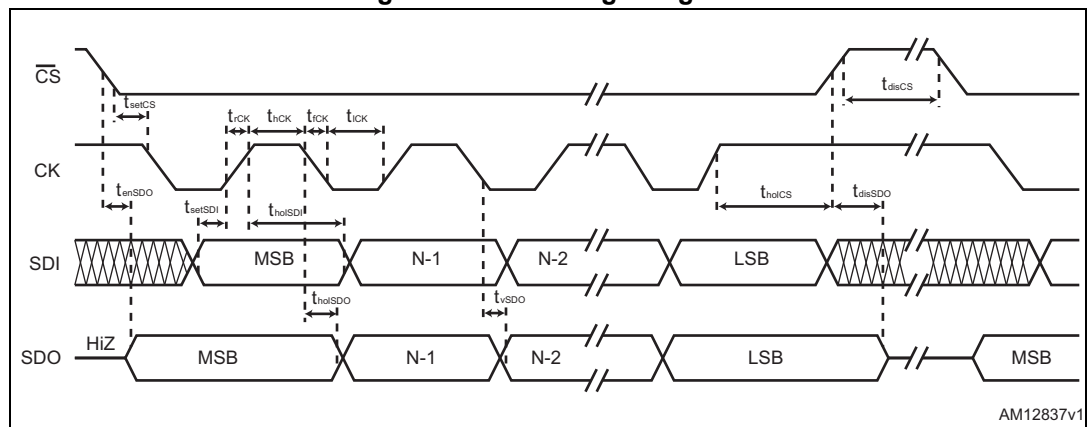 CS
tsetCS
tdisCS
trCK
thCK
tfCK
tlCK
CK
tenSDO
tsetSDI
tholSDI
tholCS
tdisSDO
SDI
MSB
N-1
N-2
LSB
tholSDO
tvSDO
SDO
HiZ
MSB
N-1
N-2
LSB
MSB
AM12837v1